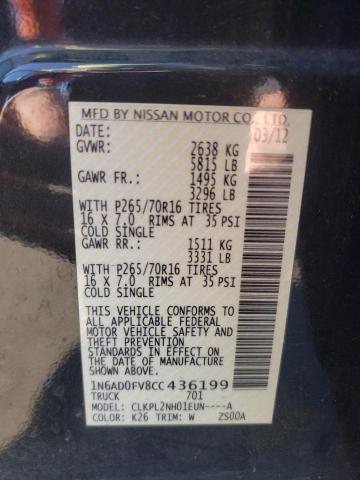 MFD BY NISSAN MOTOR CO., LTD.
DATE: 03/12
GVWR: 2638 KG
5815 LB
GAWR FR.: 1495 KG
3296 LB
WITH P265/70R16 TIRES
16 X 7.0 RIMS AT 35 PSI
COLD SINGLE
GAWR RR.: 1511 KG
3331 LB
WITH P265/70R16 TIRES
16 X 7.0 RIMS AT 35 PSI
COLD SINGLE
THIS VEHICLE CONFORMS TO
ALL APPLICABLE FEDERAL
MOTOR VEHICLE SAFETY AND
AND THEFT PREVENTION
STANDARDS IN EFFECT ON THE
DATE OF MANUFACTURE
SHOWN ABOVE.
1N6AD0FV8CC436199
TRUCK 701
MODEL: CLKPL2NH01EUN----A
COLOR: K26 TRIM: W ZS00A